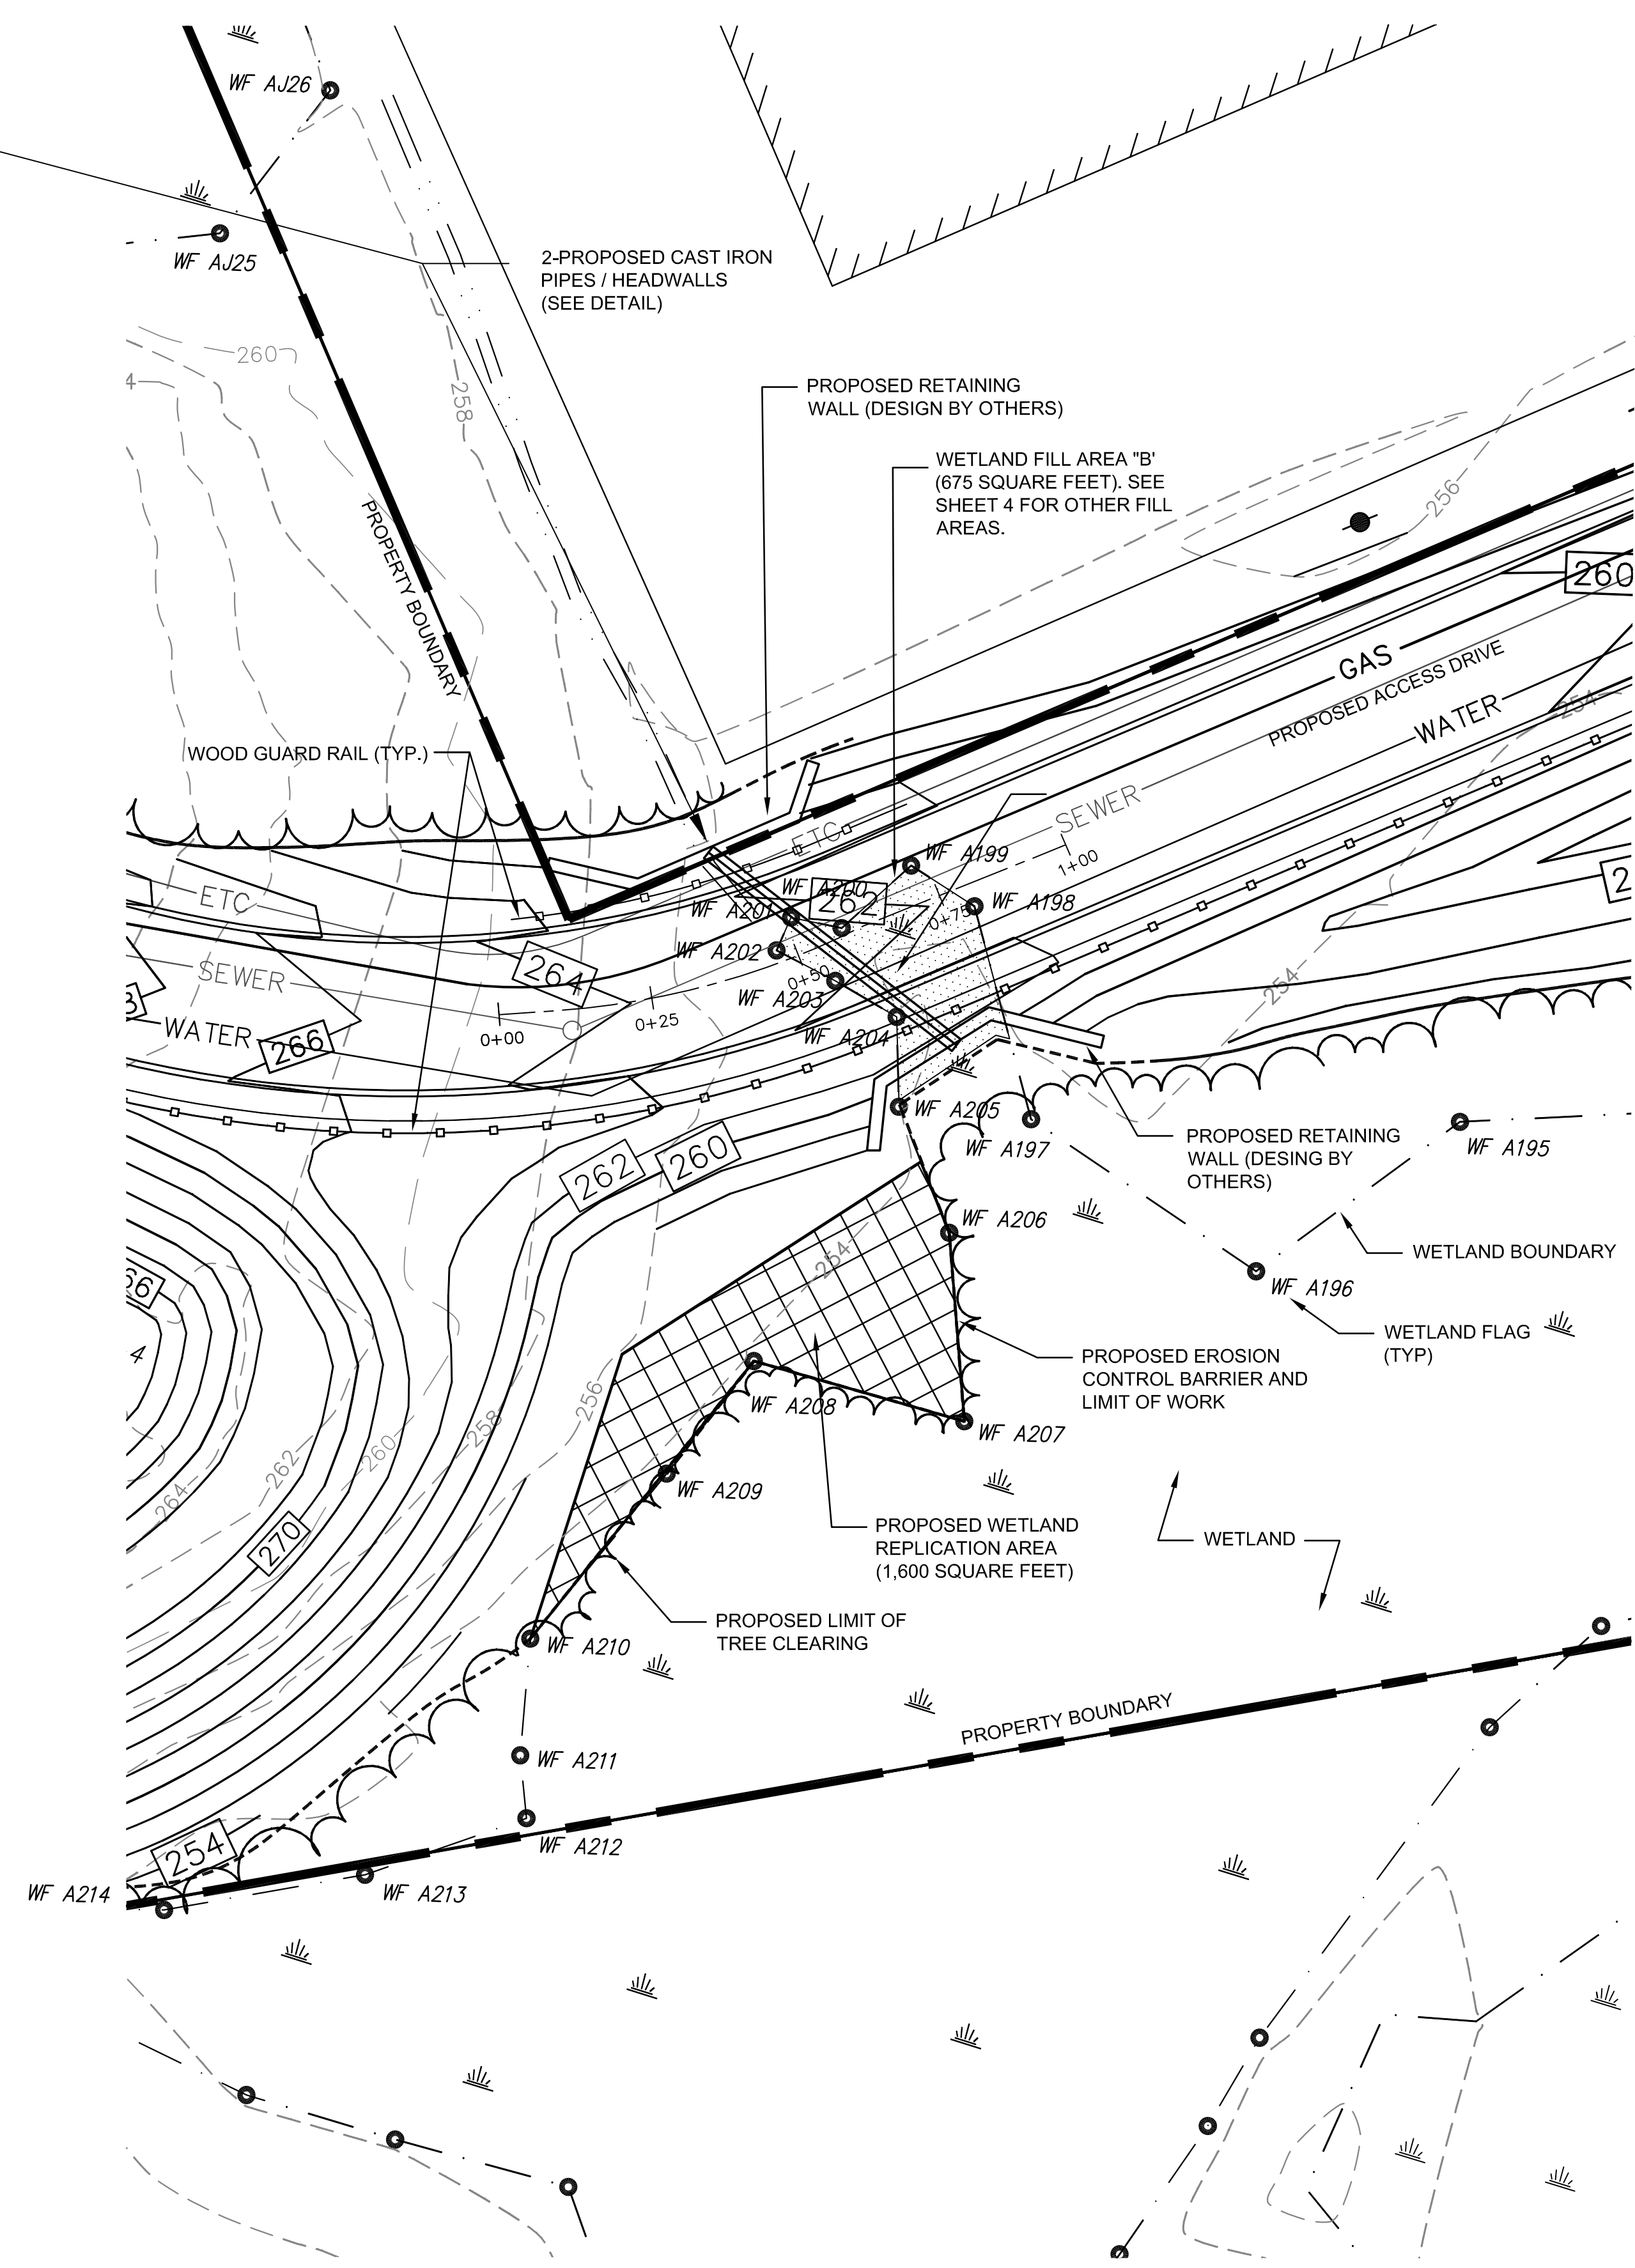 WF AJ26
WF AJ25
2-PROPOSED CAST IRON
PIPES / HEADWALLS
(SEE DETAIL)
260
4
258
PROPOSED RETAINING
WALL (DESIGN BY OTHERS)
WETLAND FILL AREA "B'
(675 SQUARE FEET). SEE
SHEET 4 FOR OTHER FILL
AREAS.
256
260
PROPERTY BOUNDARY
GAS
PROPOSED ACCESS DRIVE
WATER
254
WOOD GUARD RAIL (TYP.)
SEWER
ETC
1+00
WF A199
WF A200
262
WF A198
WF A201
0+75
ETC
WF A202
264
0+50
SEWER
WF A203
254
0+25
WATER
266
0+00
WF A204
WF A205
WF A197
PROPOSED RETAINING
WALL (DESING BY
OTHERS)
WF A195
262
260
WF A206
WETLAND BOUNDARY
254
WF A196
66
WETLAND FLAG
(TYP)
4
PROPOSED EROSION
CONTROL BARRIER AND
LIMIT OF WORK
256
WF A208
WF A207
258
260
262
264
WF A209
270
PROPOSED WETLAND
REPLICATION AREA
(1,600 SQUARE FEET)
WETLAND
PROPOSED LIMIT OF
TREE CLEARING
WF A210
PROPERTY BOUNDARY
WF A211
WF A212
254
WF A213
WF A214